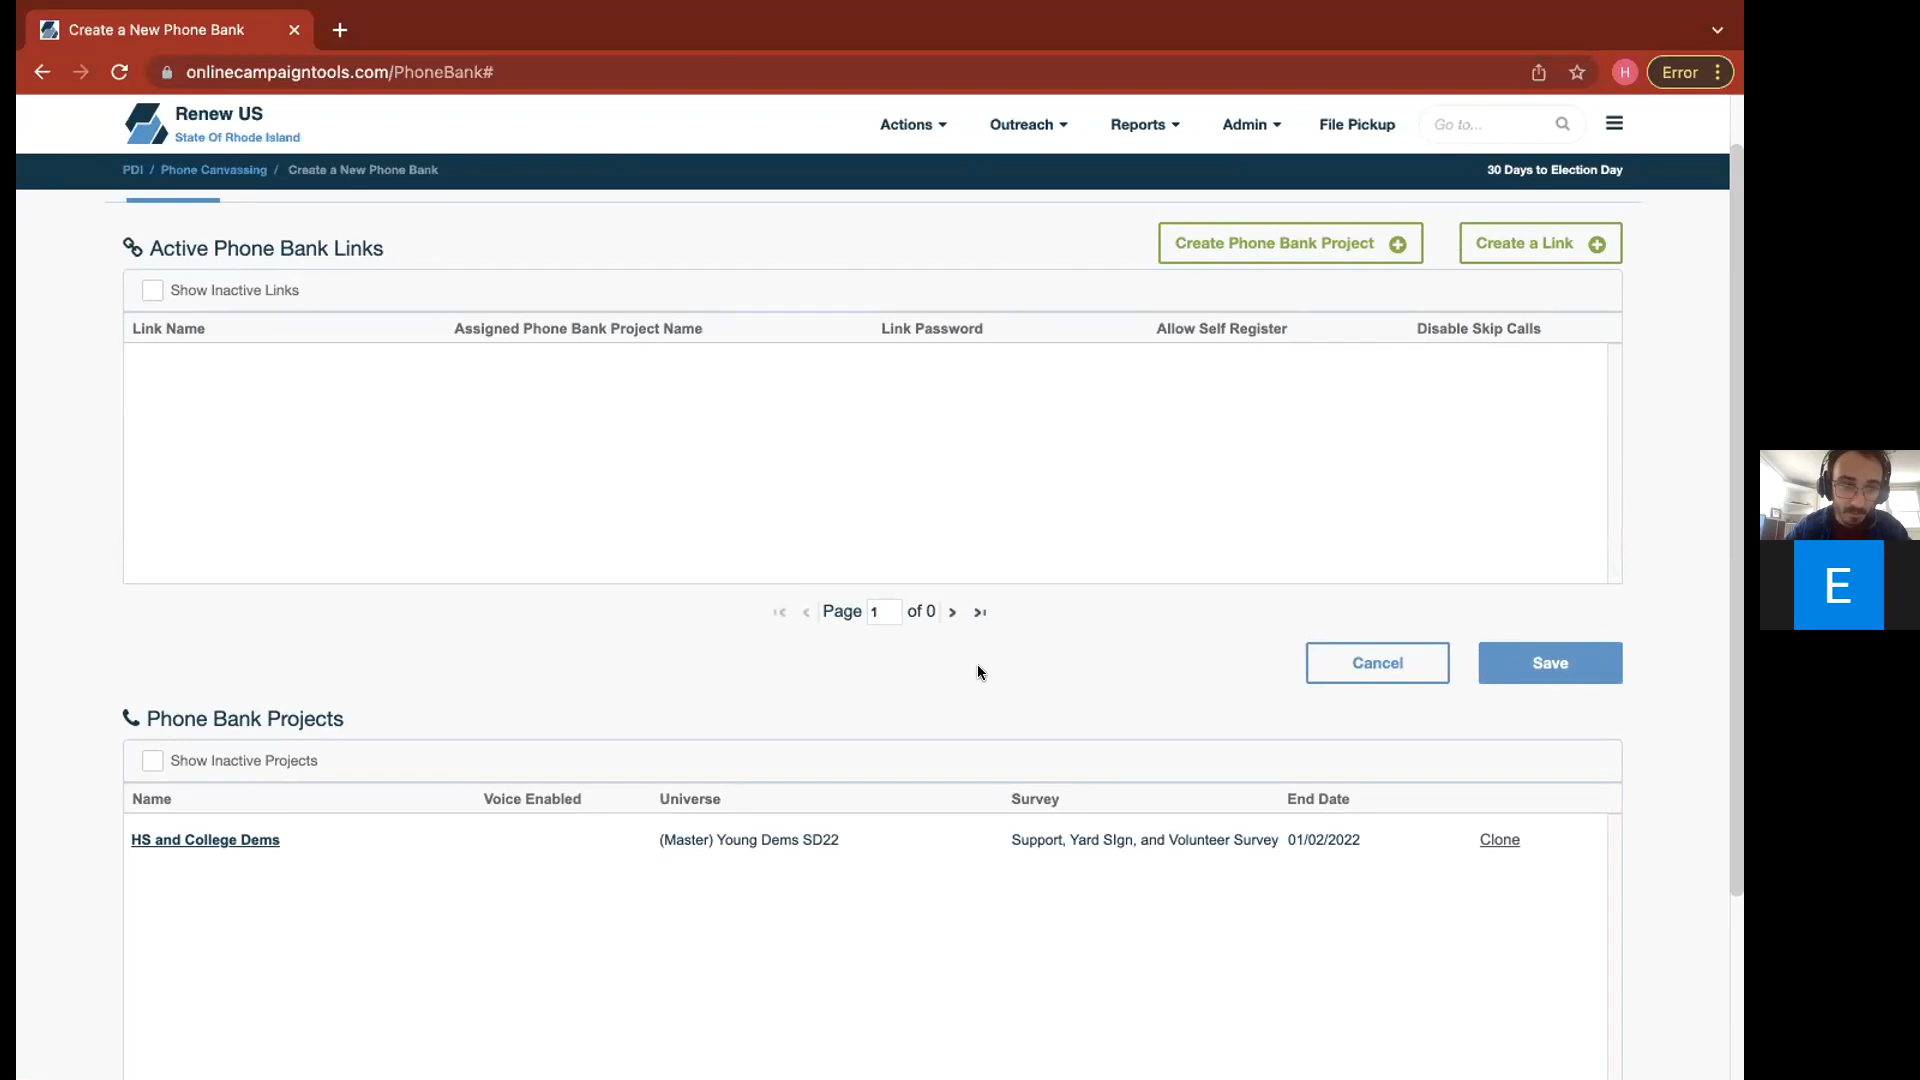 Create a New Phone Bank
onlinecampaigntools.com/PhoneBank#
H
Error
Renew US
State Of Rhode Island
Actions
Outreach
Reports
Admin
File Pickup
Go to...
PDI / Phone Canvassing / Create a New Phone Bank
30 Days to Election Day
Active Phone Bank Links
Create Phone Bank Project
Create a Link
Show Inactive Links
Link Name
Assigned Phone Bank Project Name
Link Password
Allow Self Register
Disable Skip Calls
Page 1 of 0
Cancel
Save
Phone Bank Projects
Show Inactive Projects
Name
Voice Enabled
Universe
Survey
End Date
HS and College Dems
(Master) Young Dems SD22
Support, Yard SIgn, and Volunteer Survey
01/02/2022
Clone
E